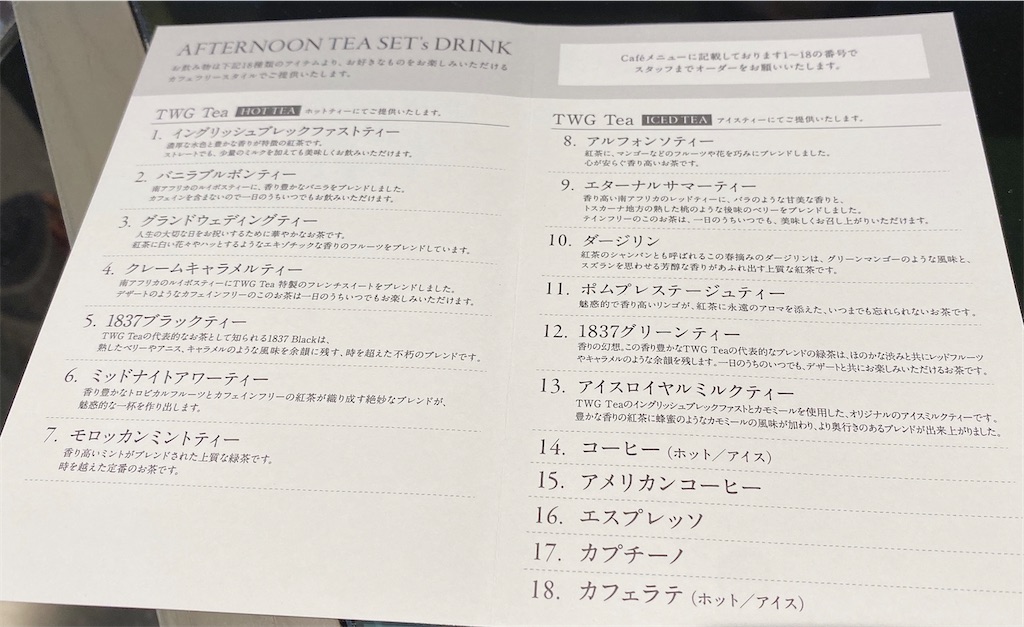 AFTERNOON TEA SET's DRINK
お飲み物は下記18種類のアイテムより、お好きなものをお楽しみいただける
カフェフリースタイルでご提供いたします。
TWG Tea HOT TEA ホットティーにてご提供いたします。
1. イングリッシュブレックファストティー
濃厚な水色と豊かな香りが特徴の紅茶です。
ストレートでも、少量のミルクを加えても美味しくお飲みいただけます。
2. バニラブルボンティー
南アフリカのルイボスティーに、香り豊かなバニラをブレンドしました。
カフェインを含まないので一日のうちいつでもお飲みいただけます。
3. グランドウェディングティー
人生の大切な日をお祝いするために華やかなお茶です。
紅茶に白い花々やハッとするようなエキゾチックな香りのフルーツをブレンドしています。
4. クレームキャラメルティー
南アフリカのルイボスティーにTWG Tea 特製のフレンチスイートをブレンドしました。
デザートのようなカフェインフリーのこのお茶は一日のうちいつでもお楽しみいただけます。
5. 1837ブラックティー
TWG Teaの代表的なお茶として知られる1837 Blackは、
熟したベリーやアニス、キャラメルのような風味を余韻に残す、時を超えた不朽のブレンドです。
6. ミッドナイトアワーティー
香り豊かなトロピカルフルーツとカフェインフリーの紅茶が織り成す絶妙なブレンドが、
魅惑的な一杯を作り出します。
7. モロッカンミントティー
香り高いミントがブレンドされた上質な緑茶です。
時を越えた定番のお茶です。
Caféメニューに記載しております1〜18の番号で
スタッフまでオーダーをお願いいたします。
TWG Tea ICED TEA アイスティーにてご提供いたします。
8. アルフォンソティー
紅茶に、マンゴーなどのフルーツや花を巧みにブレンドしました。
心が安らぐ香り高いお茶です。
9. エターナルサマーティー
香り高い南アフリカのレッドティーに、バラのような甘美な香りと、
トスカーナ地方の熟した桃のような後味のベリーをブレンドしました。
テインフリーのこのお茶は、一日のうちいつでも、美味しくお召し上がりいただけます。
10. ダージリン
紅茶のシャンパンとも呼ばれるこの春摘みのダージリンは、グリーンマンゴーのような風味と、
スズランを思わせる芳醇な香りがあふれ出す上質な紅茶です。
11. ポムプレステージュティー
魅惑的で香り高いリンゴが、紅茶に永遠のアロマを添えた、いつまでも忘れられないお茶です。
12. 1837グリーンティー
香りの幻想。この香り豊かなTWG Teaの代表的なブレンドの緑茶は、ほのかな渋みと共にレッドフルーツ
やキャラメルのような余韻を残します。一日のうちのいつでも、デザートと共にお楽しみいただけるお茶です。
13. アイスロイヤルミルクティー
TWG Teaのイングリッシュブレックファストとカモミールを使用した、オリジナルのアイスミルクティーです。
豊かな香りの紅茶に蜂蜜のようなカモミールの風味が加わり、より奥行きのあるブレンドが出来上がりました。
14. コーヒー (ホット／アイス)
15. アメリカンコーヒー
16. エスプレッソ
17. カプチーノ
18. カフェラテ (ホット／アイス)